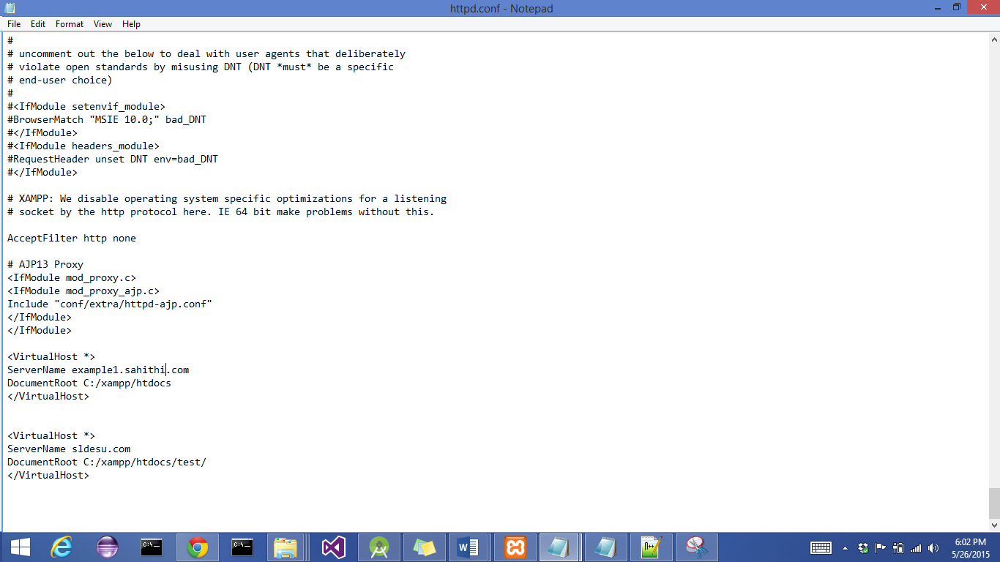 httpd.conf - Notepad
File Edit Format View Help
#
# uncomment out the below to deal with user agents that deliberately
# violate open standards by misusing DNT (DNT *must* be a specific
# end-user choice)
#
#<IfModule setenvif_module>
#BrowserMatch "MSIE 10.0;" bad_DNT
#</IfModule>
#<IfModule headers_module>
#RequestHeader unset DNT env=bad_DNT
#</IfModule>
# XAMPP: We disable operating system specific optimizations for a listening
# socket by the http protocol here. IE 64 bit make problems without this.
AcceptFilter http none
# AJP13 Proxy
<IfModule mod_proxy.c>
<IfModule mod_proxy_ajp.c>
Include "conf/extra/httpd-ajp.conf"
</IfModule>
</IfModule>
<VirtualHost *>
ServerName example1.sahithi.com
DocumentRoot C:/xampp/htdocs
</VirtualHost>
<VirtualHost *>
ServerName sldesu.com
DocumentRoot C:/xampp/htdocs/test/
</VirtualHost>
6:02 PM
5/26/2015